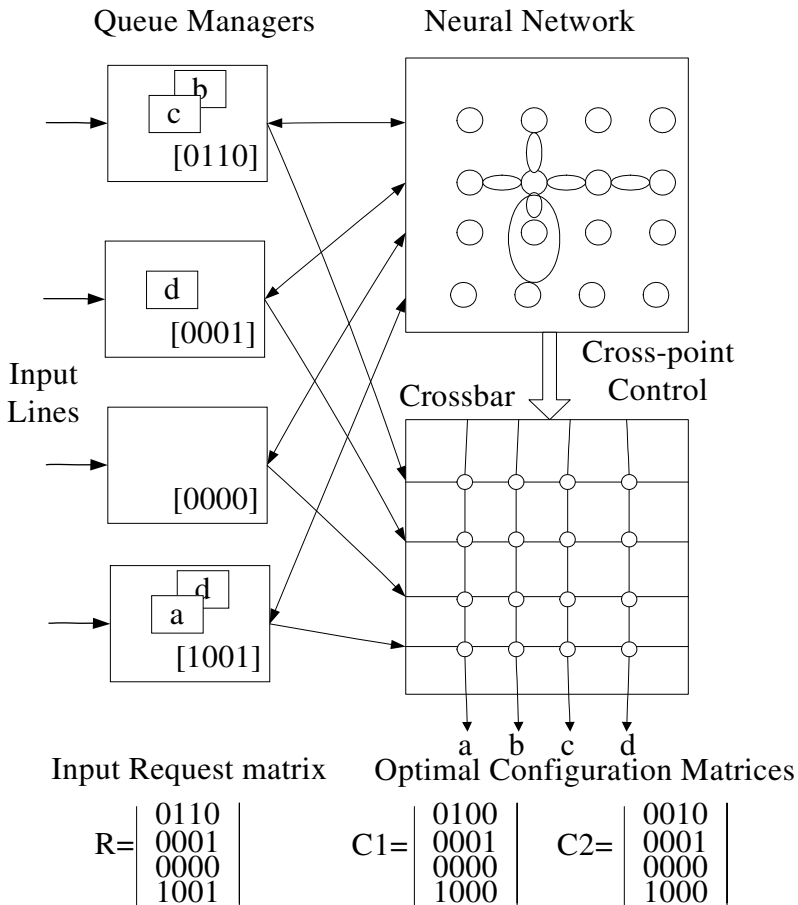 Queue Managers
Neural Network
b
c
[0110]
d
[0001]
Input
Lines
[0000]
d
a
[1001]
Cross-point
Control
Crossbar
a b c d
Input Request matrix
Optimal Configuration Matrices
R=
0110
0001
0000
1001
C1=
0100
0001
0000
1000
C2=
0010
0001
0000
1000